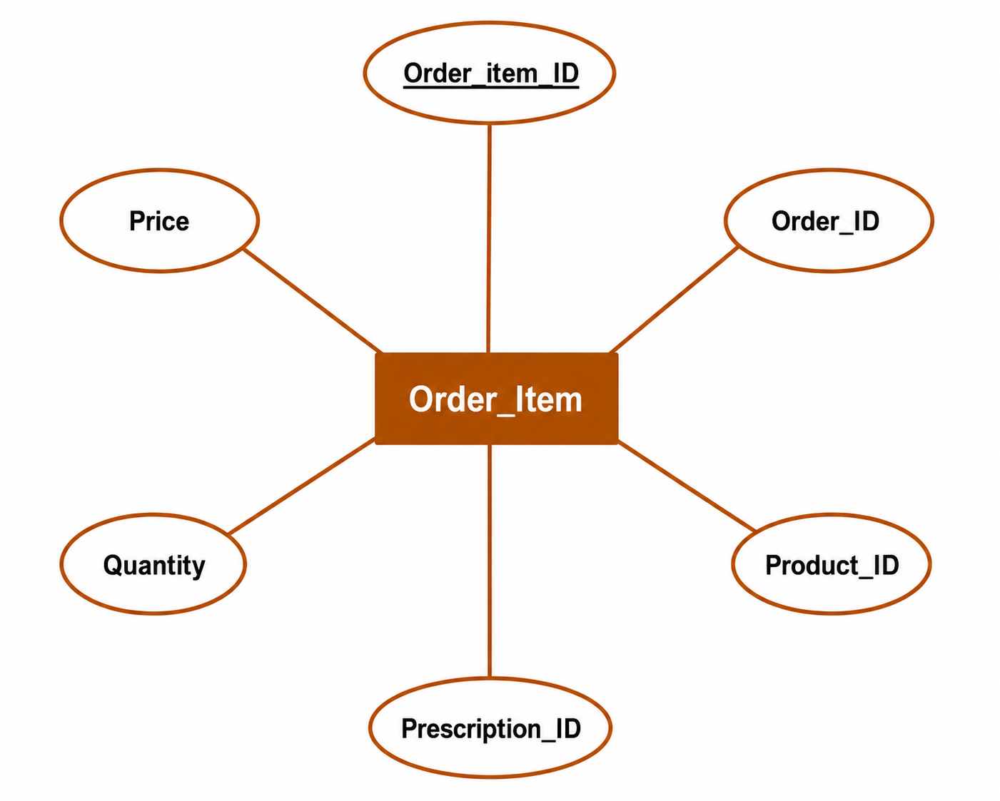 Order_item_ID
Price
Order_ID
Order_Item
Quantity
Product_ID
Prescription_ID